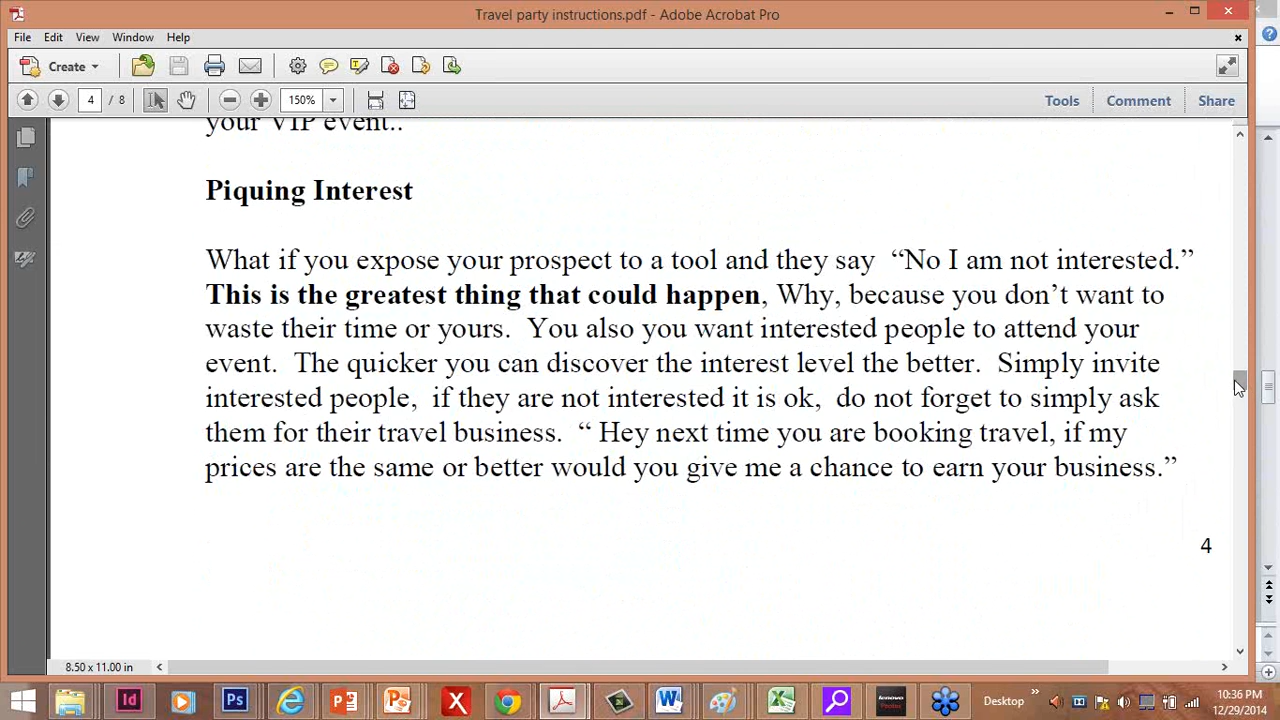 Travel party instructions.pdf - Adobe Acrobat Pro
File Edit View Window Help
Create
4 / 8 150% Tools Comment Share
your VIP event..
Piquing Interest
What if you expose your prospect to a tool and they say “No I am not interested.”
This is the greatest thing that could happen, Why, because you don’t want to
waste their time or yours. You also you want interested people to attend your
event. The quicker you can discover the interest level the better. Simply invite
interested people, if they are not interested it is ok, do not forget to simply ask
them for their travel business. “ Hey next time you are booking travel, if my
prices are the same or better would you give me a chance to earn your business.”
4
8.50 x 11.00 in
Desktop
10:36 PM
12/29/2014